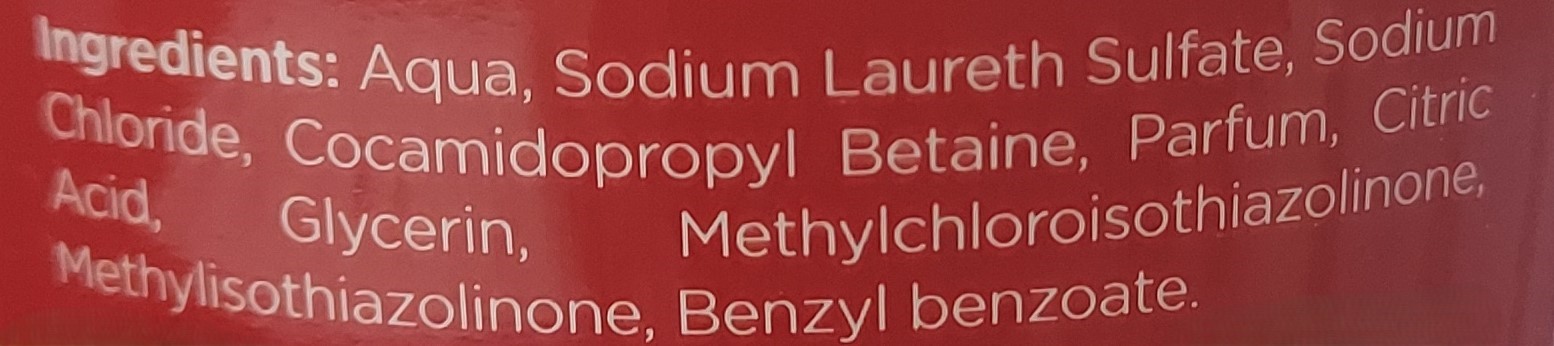 Ingredients: Aqua, Sodium Laureth Sulfate, Sodium
Chloride, Cocamidopropyl Betaine, Parfum, Citric
Acid, Glycerin, Methylchloroisothiazolinone,
Methylisothiazolinone, Benzyl benzoate.